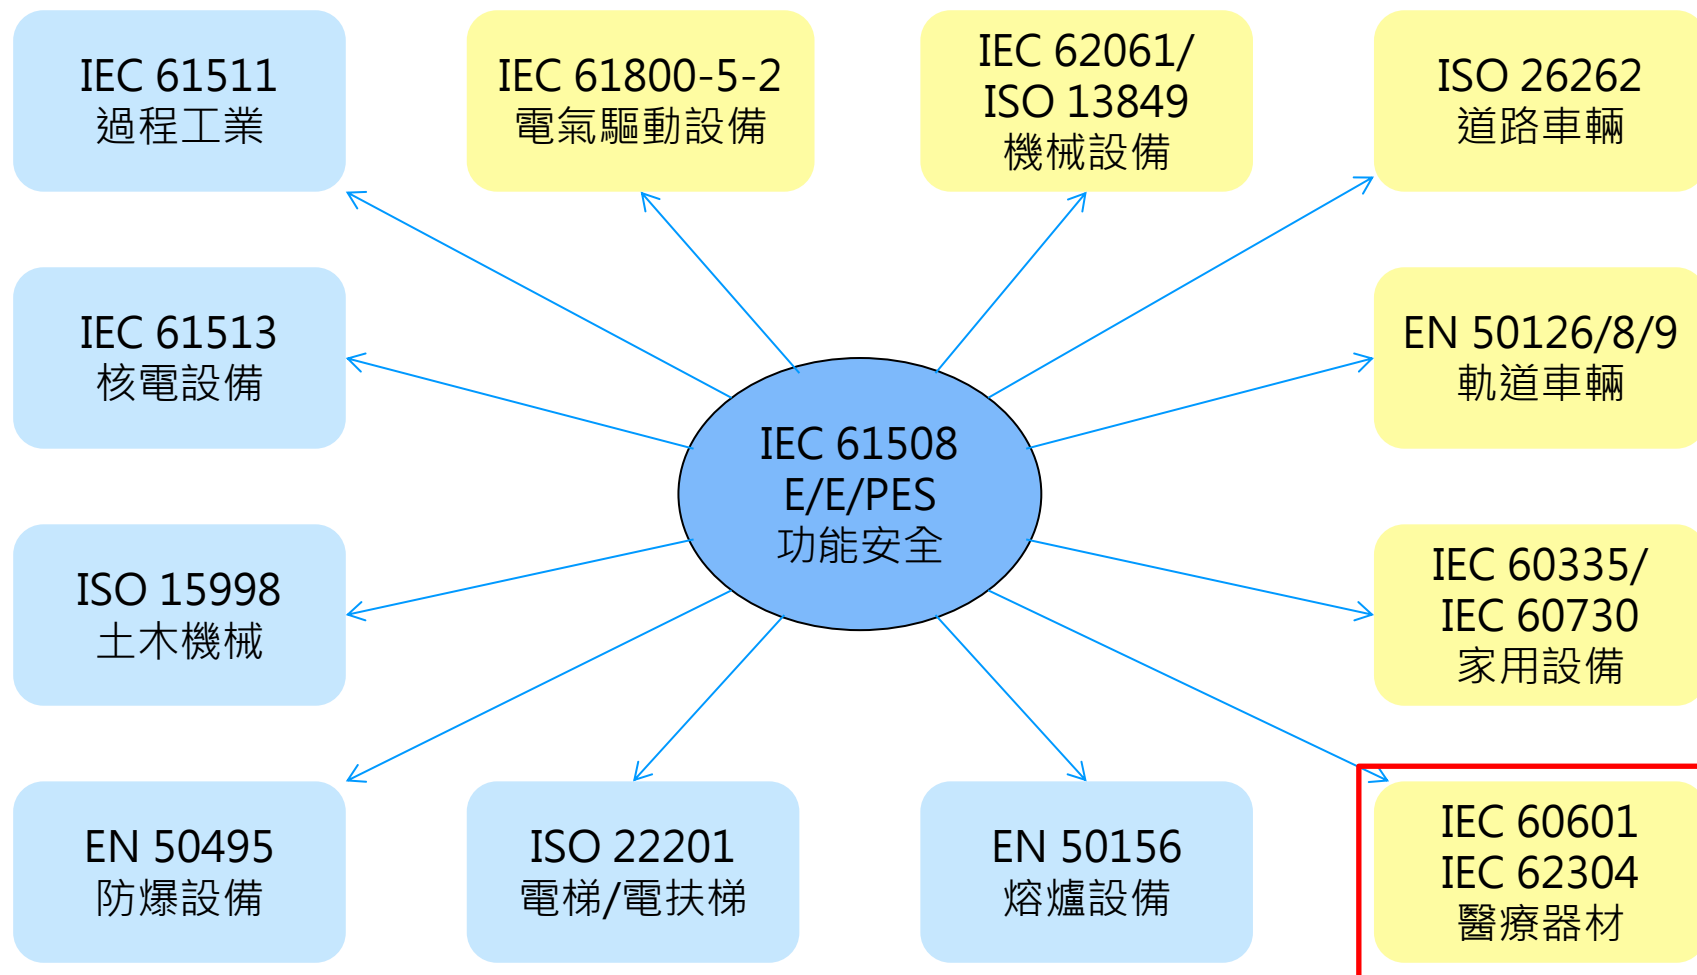 IEC 61511
過程工業
IEC 61800-5-2
電氣驅動設備
IEC 62061/
ISO 13849
機械設備
ISO 26262
道路車輛
IEC 61513
核電設備
EN 50126/8/9
軌道車輛
IEC 61508
E/E/PES
功能安全
ISO 15998
土木機械
IEC 60335/
IEC 60730
家用設備
EN 50495
防爆設備
ISO 22201
電梯/電扶梯
EN 50156
熔爐設備
IEC 60601
IEC 62304
醫療器材